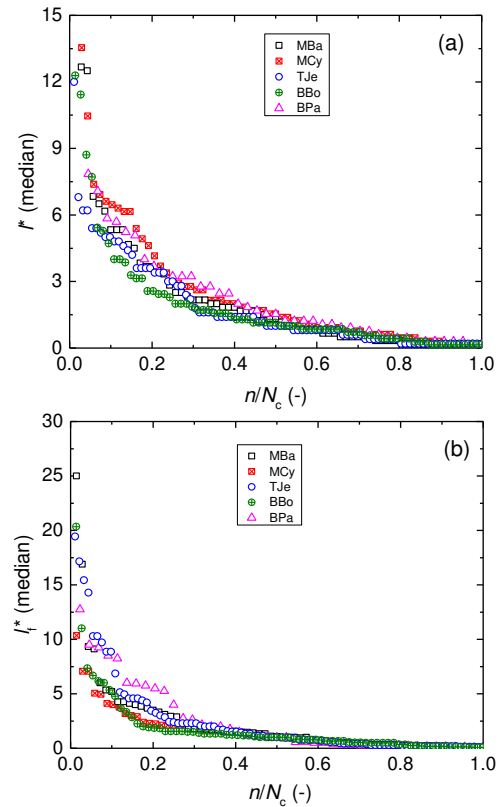 (a)
MBa
MCy
TJe
BBo
BPa
l* (median)
15
12
9
6
3
0
0.0 0.2 0.4 0.6 0.8 1.0
n/Nc (-)
(b)
MBa
MCy
TJe
BBo
BPa
lf* (median)
30
25
20
15
10
5
0
0.0 0.2 0.4 0.6 0.8 1.0
n/Nc (-)